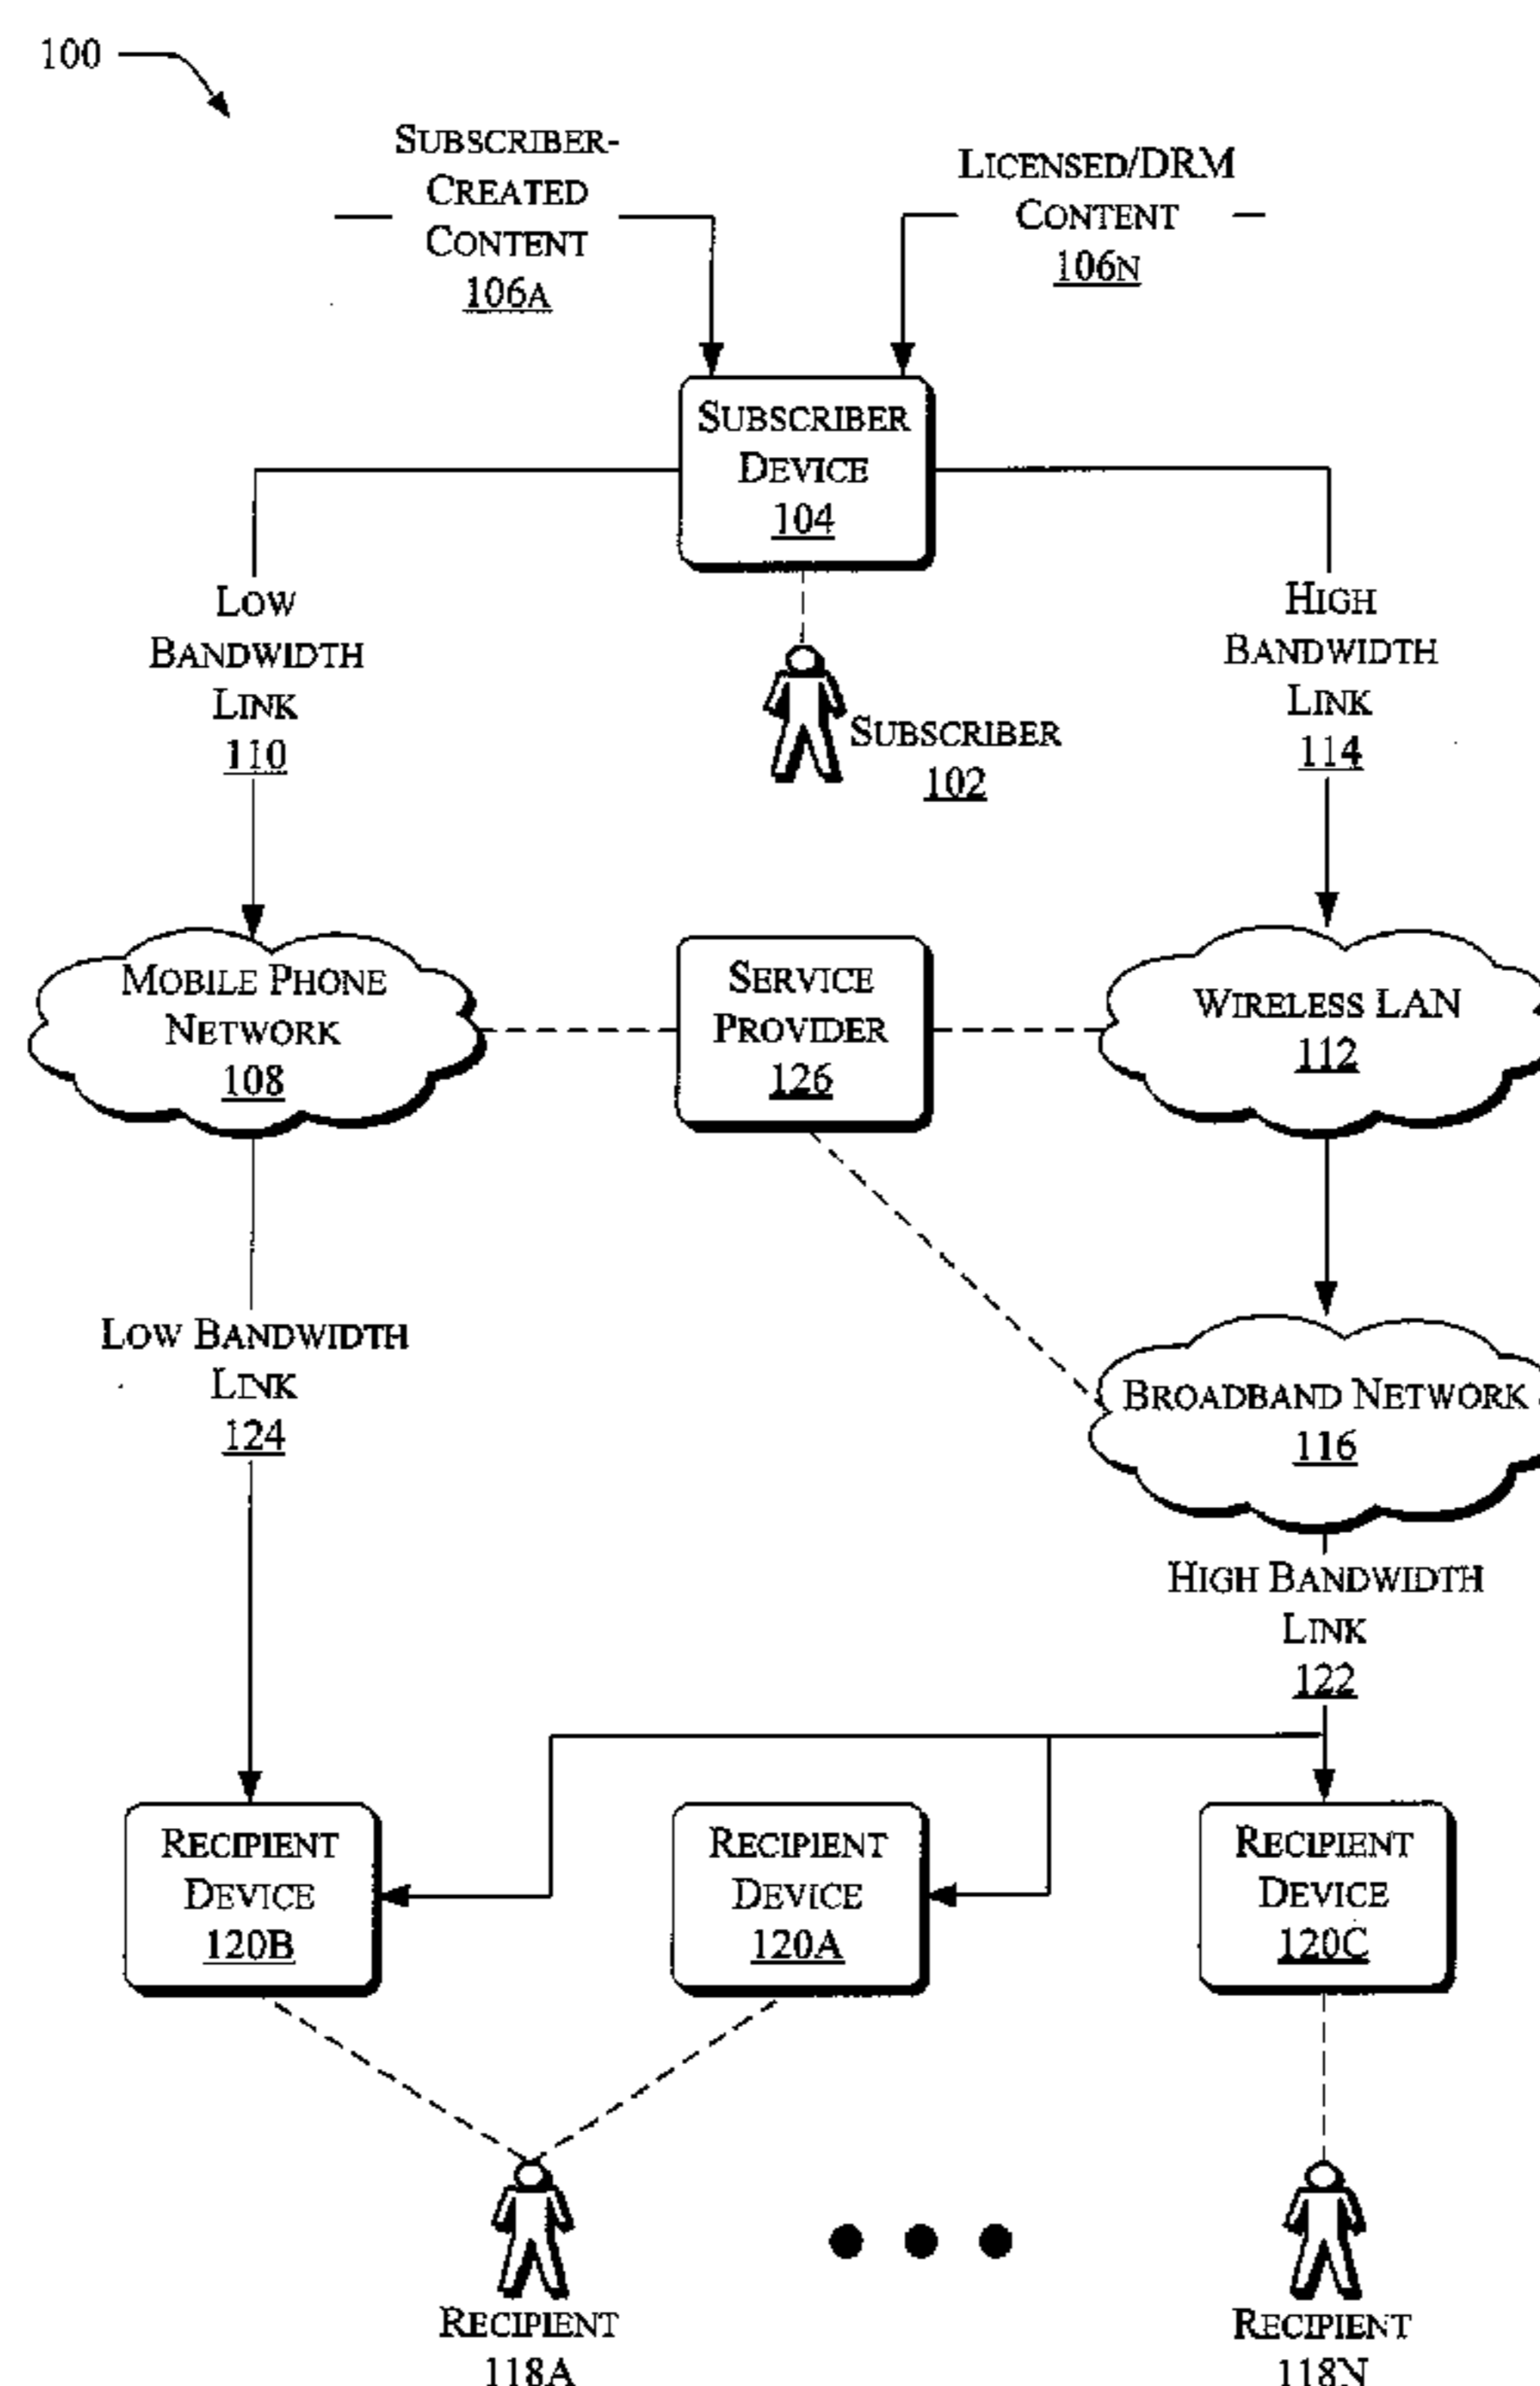 100
SUBSCRIBER-
CREATED
CONTENT
106A
LICENSED/DRM
CONTENT
106N
SUBSCRIBER
DEVICE
104
LOW
BANDWIDTH
LINK
110
HIGH
BANDWIDTH
LINK
114
SUBSCRIBER
102
MOBILE PHONE
NETWORK
108
SERVICE
PROVIDER
126
WIRELESS LAN
112
LOW BANDWIDTH
LINK
124
BROADBAND NETWORK
116
HIGH BANDWIDTH
LINK
122
RECIPIENT
DEVICE
120B
RECIPIENT
DEVICE
120A
RECIPIENT
DEVICE
120C
RECIPIENT
118A
RECIPIENT
118N